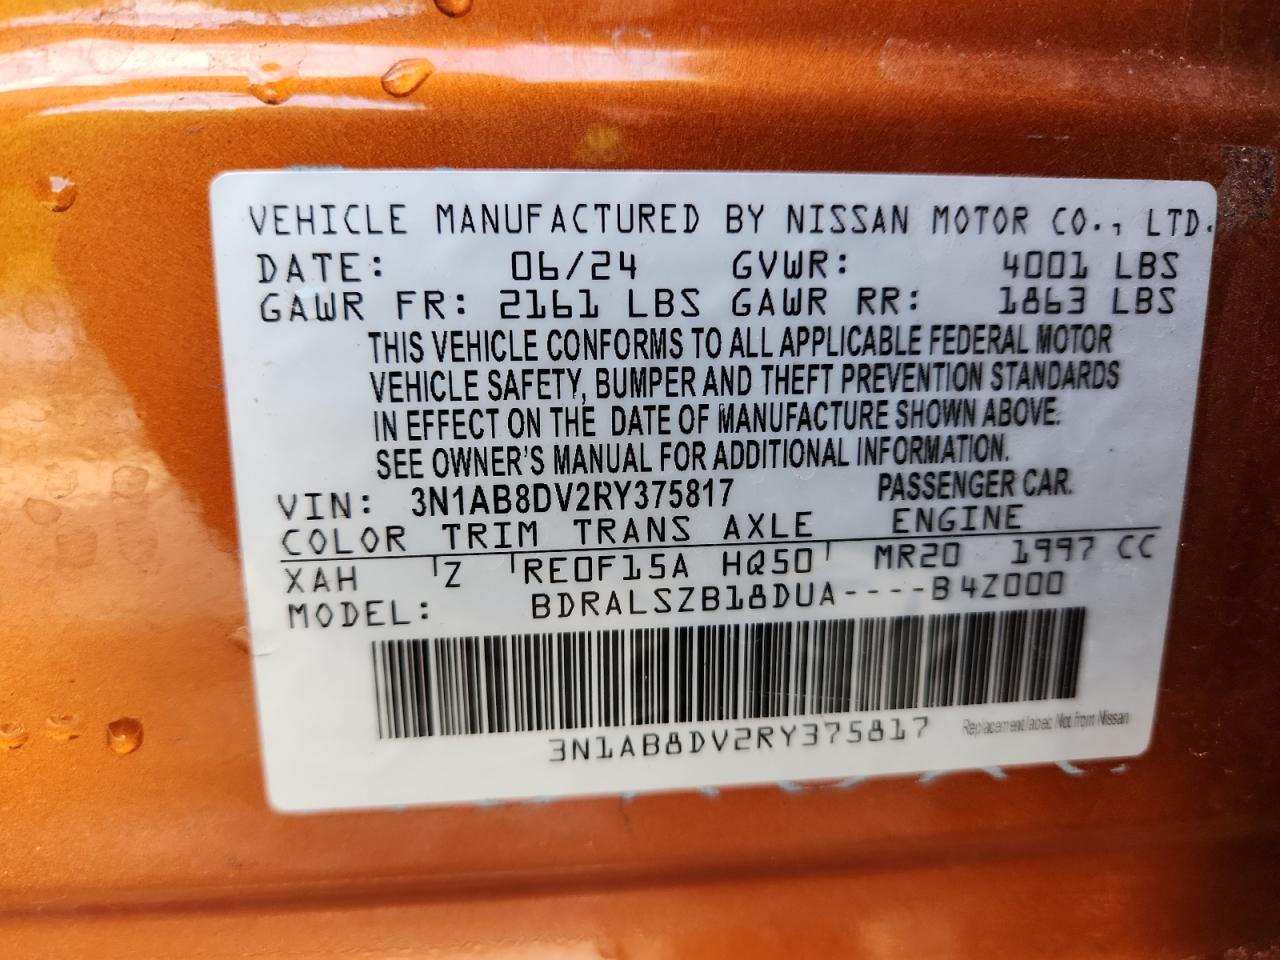 VEHICLE MANUFACTURED BY NISSAN MOTOR CO., LTD.
DATE: 06/24 GVWR: 4001 LBS
GAWR FR: 2161 LBS GAWR RR: 1863 LBS
THIS VEHICLE CONFORMS TO ALL APPLICABLE FEDERAL MOTOR
VEHICLE SAFETY, BUMPER AND THEFT PREVENTION STANDARDS
IN EFFECT ON THE DATE OF MANUFACTURE SHOWN ABOVE.
SEE OWNER'S MANUAL FOR ADDITIONAL INFORMATION.
VIN: 3N1AB8DV2RY375817 PASSENGER CAR.
COLOR TRIM TRANS AXLE ENGINE
XAH Z RE0F15A HQ50 MR20 1997 CC
MODEL: BDRALSZB18DUA----B4Z000
3N1AB8DV2RY375817
Replacement label: Not from Nissan